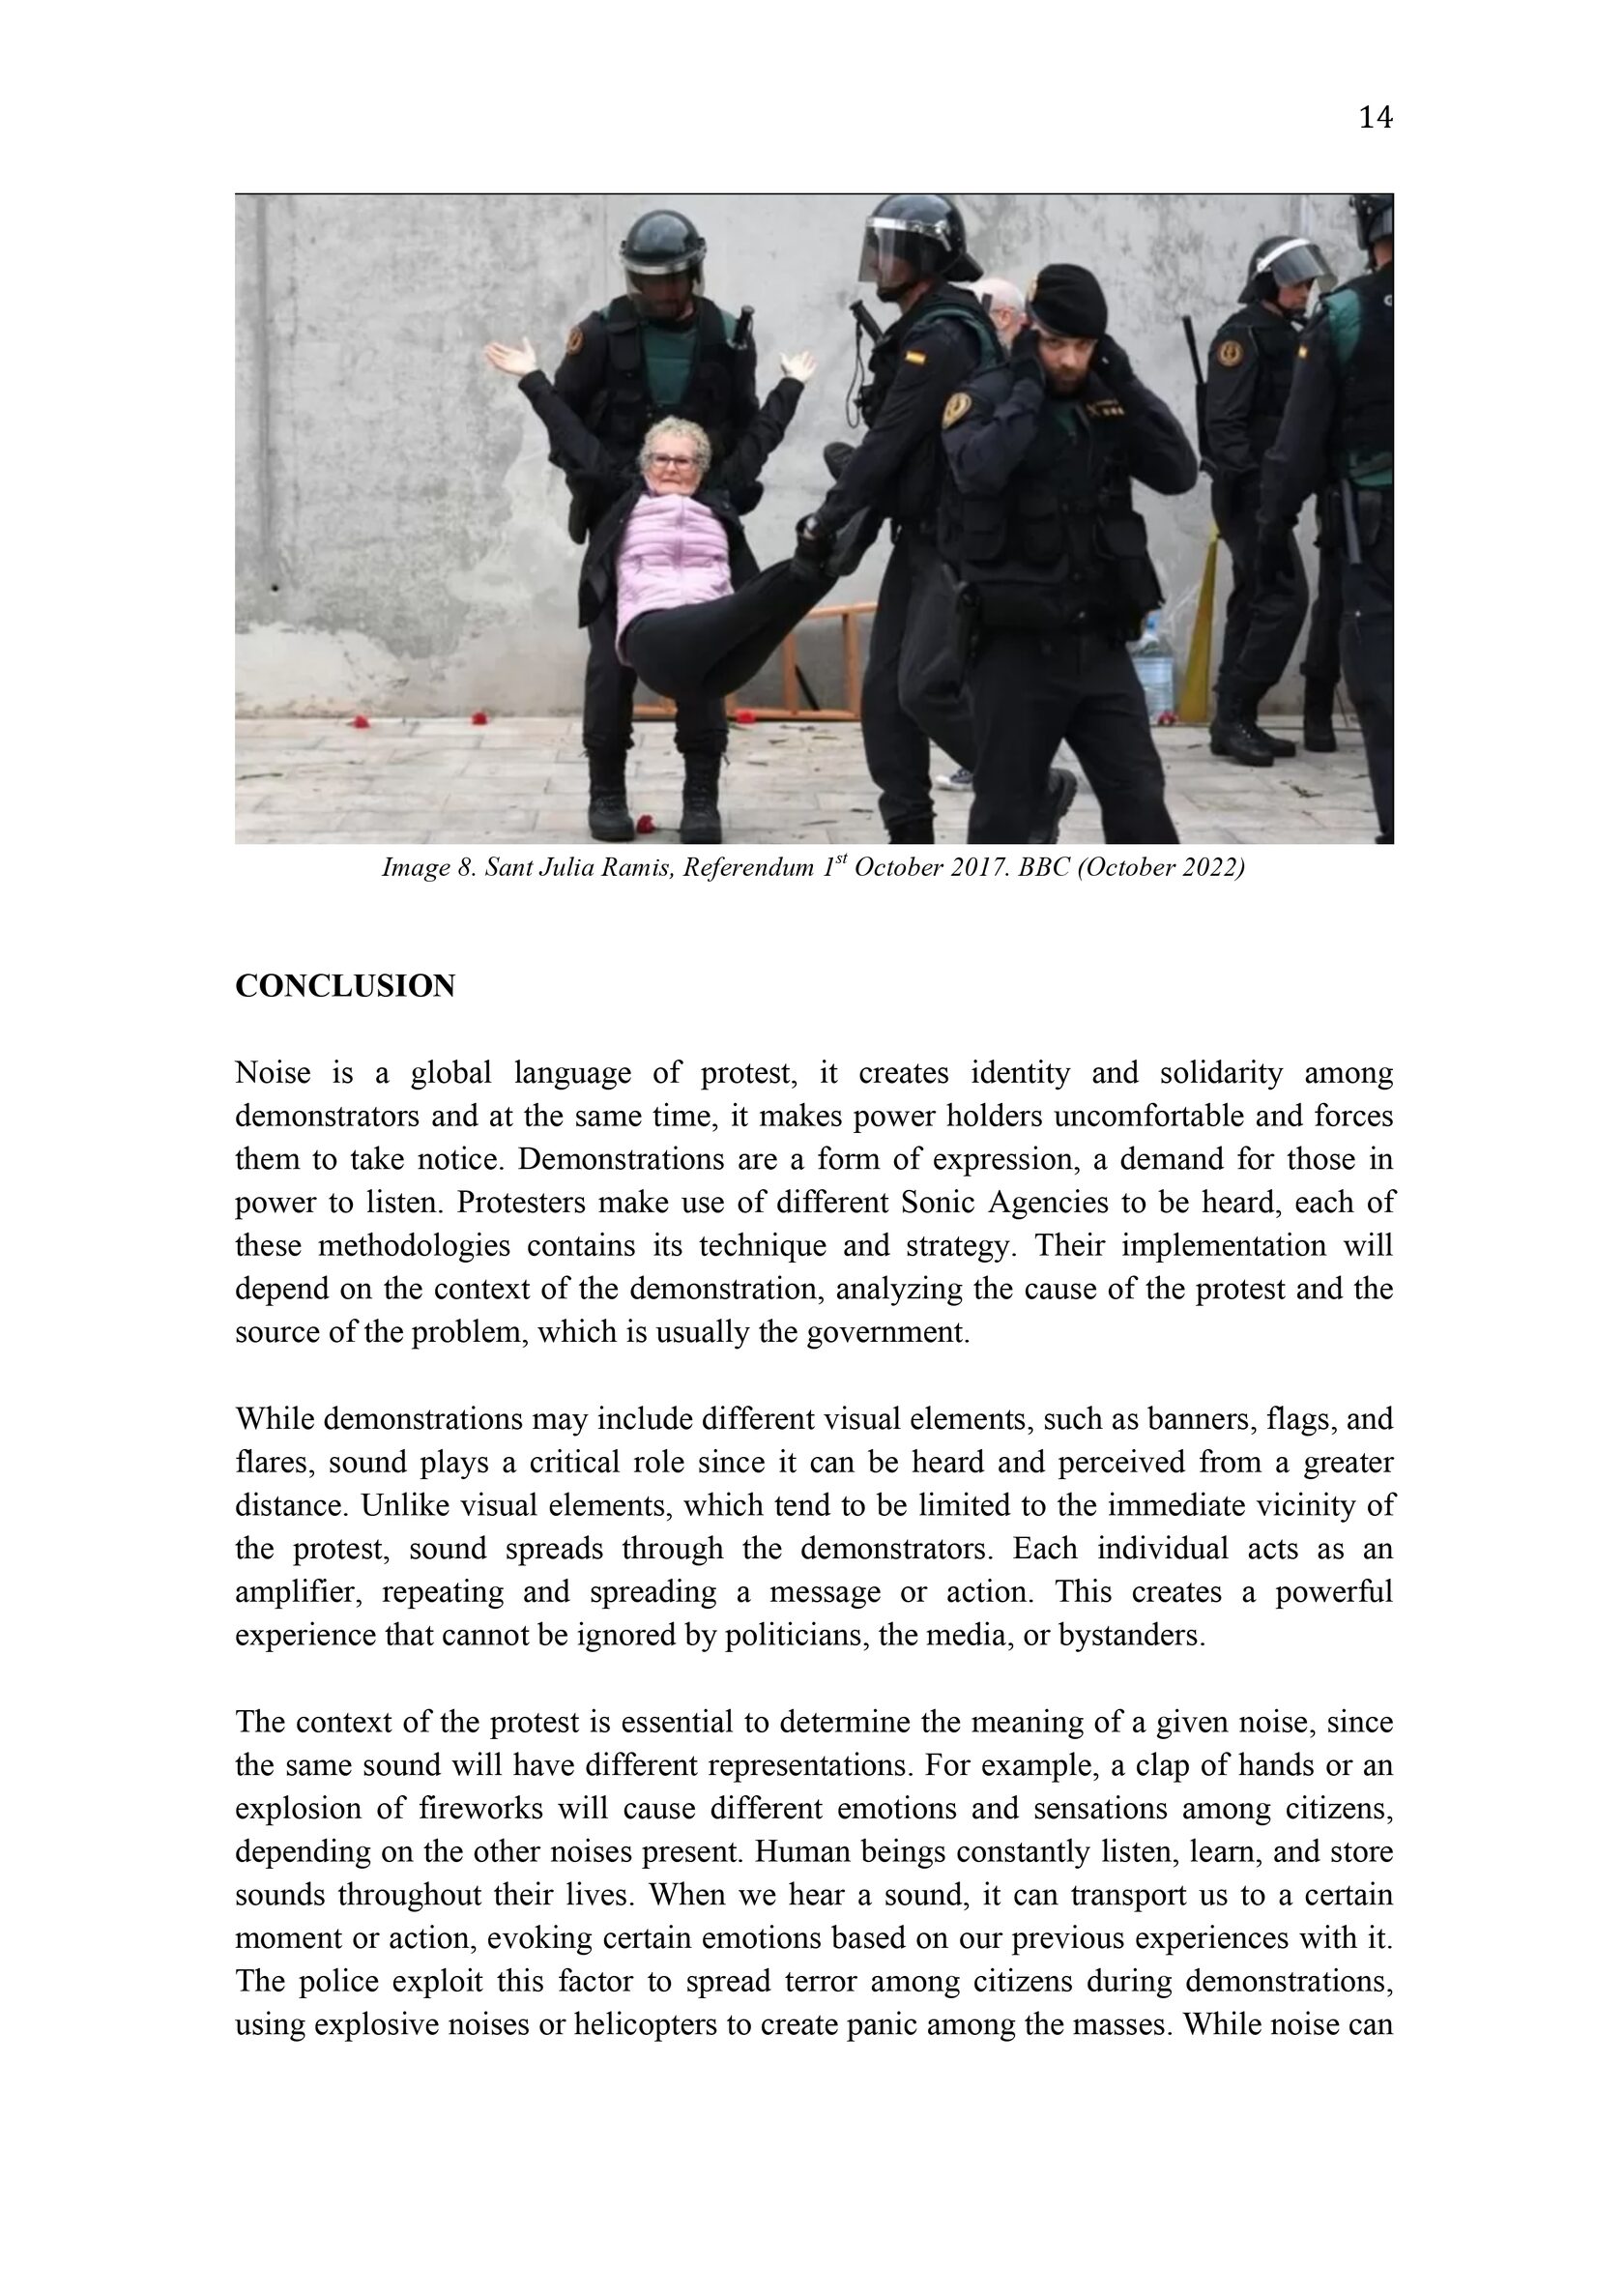 14
Image 8. Sant Julia Ramis, Referendum 1st October 2017. BBC (October 2022)
CONCLUSION
Noise is a global language of protest, it creates identity and solidarity among
demonstrators and at the same time, it makes power holders uncomfortable and forces
them to take notice. Demonstrations are a form of expression, a demand for those in
power to listen. Protesters make use of different Sonic Agencies to be heard, each of
these methodologies contains its technique and strategy. Their implementation will
depend on the context of the demonstration, analyzing the cause of the protest and the
source of the problem, which is usually the government.
While demonstrations may include different visual elements, such as banners, flags, and
flares, sound plays a critical role since it can be heard and perceived from a greater
distance. Unlike visual elements, which tend to be limited to the immediate vicinity of
the protest, sound spreads through the demonstrators. Each individual acts as an
amplifier, repeating and spreading a message or action. This creates a powerful
experience that cannot be ignored by politicians, the media, or bystanders.
The context of the protest is essential to determine the meaning of a given noise, since
the same sound will have different representations. For example, a clap of hands or an
explosion of fireworks will cause different emotions and sensations among citizens,
depending on the other noises present. Human beings constantly listen, learn, and store
sounds throughout their lives. When we hear a sound, it can transport us to a certain
moment or action, evoking certain emotions based on our previous experiences with it.
The police exploit this factor to spread terror among citizens during demonstrations,
using explosive noises or helicopters to create panic among the masses. While noise can